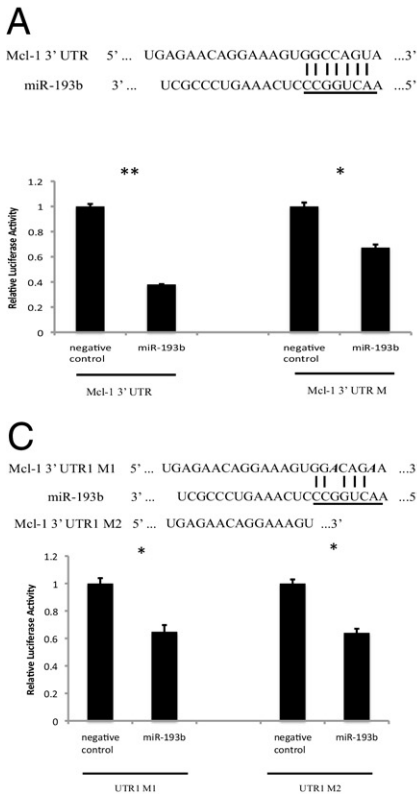 A
Mcl-1 3' UTR 5' ... UGAGAACAGGAAAGUGGCCAGUA ...3'
miR-193b 3' ... UCGCCCUGAAACUCCCGGUCAA ...5'
** *
Relative Luciferase Activity
1.2
1
0.8
0.6
0.4
0.2
0
negative control miR-193b negative control miR-193b
Mcl-1 3' UTR Mcl-1 3' UTR M
C
Mcl-1 3' UTR1 M1 5' ... UGAGAACAGGAAAGUGGACAGAA ...3
miR-193b 3' ... UCGCCCUGAAACUCCCGGUCAA ...5
Mcl-1 3' UTR1 M2 5' ... UGAGAACAGGAAAGU ...3'
* *
Relative Luciferase Activity
1.2
1
0.8
0.6
0.4
0.2
0
negative control miR-193b negative control miR-193b
UTR1 M1 UTR1 M2